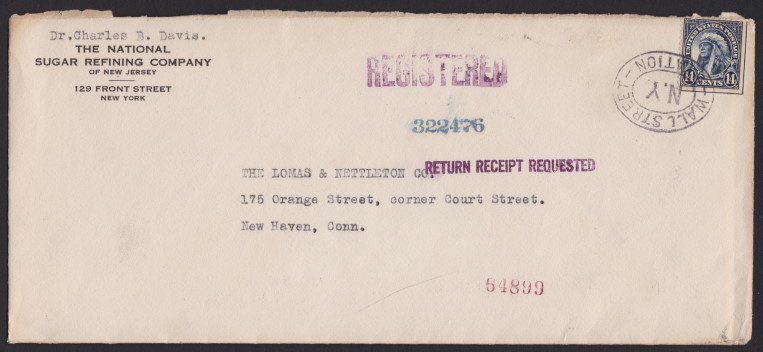 Dr.Charles B. Davis.
THE NATIONAL
SUGAR REFINING COMPANY
OF NEW JERSEY
129 FRONT STREET
NEW YORK
REGISTERED
UNITED STATES POSTAGE
14 CENTS 14
WALL STREET STATION
N.Y.
322476
RETURN RECEIPT REQUESTED
THE LOMAS & NETTLETON CO.
175 Orange Street, corner Court Street.
New Haven, Conn.
64899